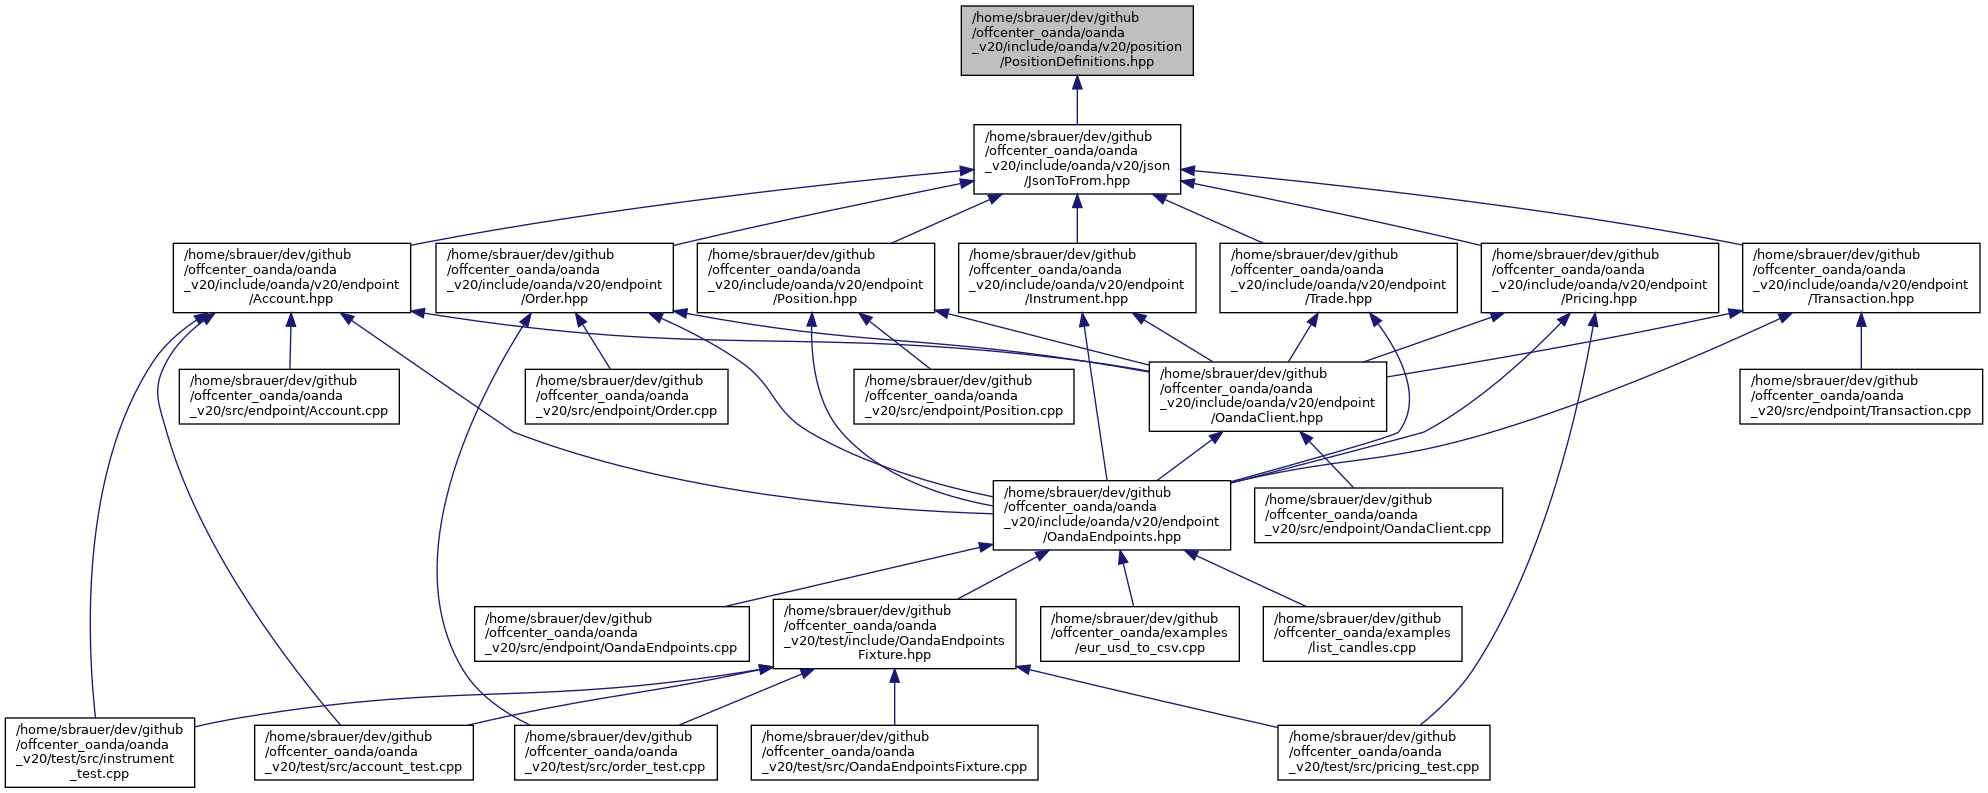 /home/sbrauer/dev/github
/offcenter_oanda/oanda
_v20/include/oanda/v20/position
/PositionDefinitions.hpp
/home/sbrauer/dev/github
/offcenter_oanda/oanda
_v20/include/oanda/v20/json
/JsonToFrom.hpp
/home/sbrauer/dev/github
/offcenter_oanda/oanda
_v20/include/oanda/v20/endpoint
/Account.hpp
/home/sbrauer/dev/github
/offcenter_oanda/oanda
_v20/include/oanda/v20/endpoint
/Order.hpp
/home/sbrauer/dev/github
/offcenter_oanda/oanda
_v20/include/oanda/v20/endpoint
/Position.hpp
/home/sbrauer/dev/github
/offcenter_oanda/oanda
_v20/include/oanda/v20/endpoint
/Instrument.hpp
/home/sbrauer/dev/github
/offcenter_oanda/oanda
_v20/include/oanda/v20/endpoint
/Trade.hpp
/home/sbrauer/dev/github
/offcenter_oanda/oanda
_v20/include/oanda/v20/endpoint
/Pricing.hpp
/home/sbrauer/dev/github
/offcenter_oanda/oanda
_v20/include/oanda/v20/endpoint
/Transaction.hpp
/home/sbrauer/dev/github
/offcenter_oanda/oanda
_v20/src/endpoint/Account.cpp
/home/sbrauer/dev/github
/offcenter_oanda/oanda
_v20/src/endpoint/Order.cpp
/home/sbrauer/dev/github
/offcenter_oanda/oanda
_v20/src/endpoint/Position.cpp
/home/sbrauer/dev/github
/offcenter_oanda/oanda
_v20/include/oanda/v20/endpoint
/OandaClient.hpp
/home/sbrauer/dev/github
/offcenter_oanda/oanda
_v20/src/endpoint/Transaction.cpp
/home/sbrauer/dev/github
/offcenter_oanda/oanda
_v20/include/oanda/v20/endpoint
/OandaEndpoints.hpp
/home/sbrauer/dev/github
/offcenter_oanda/oanda
_v20/src/endpoint/OandaClient.cpp
/home/sbrauer/dev/github
/offcenter_oanda/oanda
_v20/src/endpoint/OandaEndpoints.cpp
/home/sbrauer/dev/github
/offcenter_oanda/oanda
_v20/test/include/OandaEndpoints
Fixture.hpp
/home/sbrauer/dev/github
/offcenter_oanda/examples
/eur_usd_to_csv.cpp
/home/sbrauer/dev/github
/offcenter_oanda/examples
/list_candles.cpp
/home/sbrauer/dev/github
/offcenter_oanda/oanda
_v20/test/src/instrument
_test.cpp
/home/sbrauer/dev/github
/offcenter_oanda/oanda
_v20/test/src/account_test.cpp
/home/sbrauer/dev/github
/offcenter_oanda/oanda
_v20/test/src/order_test.cpp
/home/sbrauer/dev/github
/offcenter_oanda/oanda
_v20/test/src/OandaEndpointsFixture.cpp
/home/sbrauer/dev/github
/offcenter_oanda/oanda
_v20/test/src/pricing_test.cpp